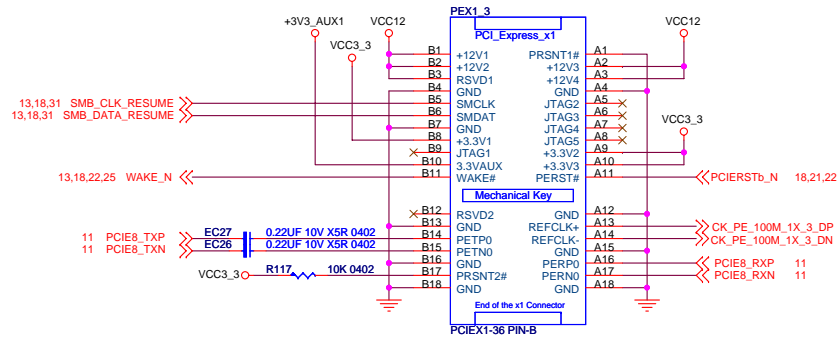 PEX1_3
+3V3_AUX1 VCC12 PCI_Express_x1 VCC12
VCC3_3
B1 +12V1 PRSNT1# A1
B2 +12V2 +12V3 A2
B3 RSVD1 +12V4 A3
B4 GND GND A4
13,18,31 SMB_CLK_RESUME B5 SMCLK JTAG2 A5
13,18,31 SMB_DATA_RESUME B6 SMDAT JTAG3 A6
B7 GND JTAG4 A7 VCC3_3
B8 +3.3V1 JTAG5 A8
B9 JTAG1 +3.3V2 A9
B10 3.3VAUX +3.3V3 A10
13,18,22,25 WAKE_N B11 WAKE# PERST# A11 PCIERSTb_N 18,21,22
Mechanical Key
B12 RSVD2 GND A12
B13 GND REFCLK+ A13 CK_PE_100M_1X_3_DP
11 PCIE8_TXP EC27 0.22UF 10V X5R 0402 B14 PETP0 REFCLK- A14 CK_PE_100M_1X_3_DN
11 PCIE8_TXN EC26 0.22UF 10V X5R 0402 B15 PETN0 GND A15
B16 GND PERP0 A16 PCIE8_RXP 11
VCC3_3 R117 10K 0402 B17 PRSNT2# PERN0 A17 PCIE8_RXN 11
B18 GND GND A18
End of the x1 Connector
PCIEX1-36 PIN-B